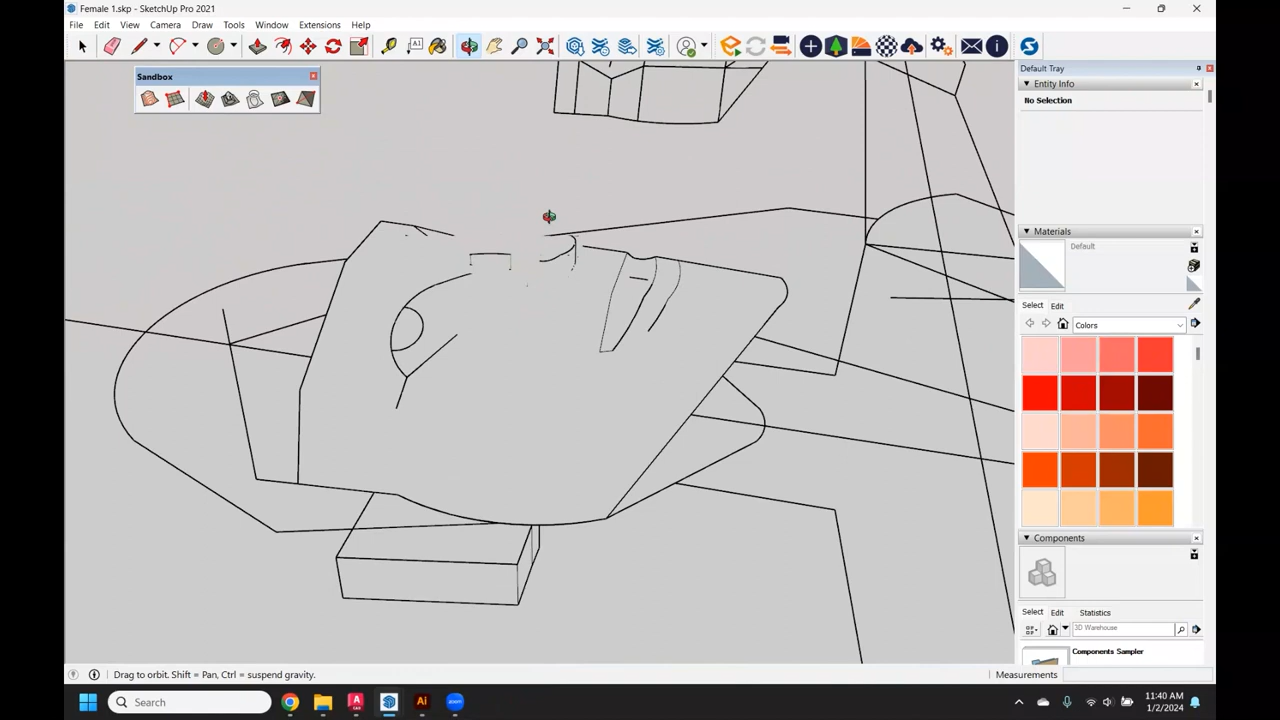 Female 1.skp - SketchUp Pro 2021
File Edit View Camera Draw Tools Window Extensions Help
Sandbox
Default Tray
Entity Info
No Selection
Materials
Default
Select Edit
Colors
Components
Select Edit Statistics
3D Warehouse
Components Sampler
Drag to orbit. Shift = Pan, Ctrl = suspend gravity.
Measurements
Search
Ai
zoom
11:40 AM
1/2/2024